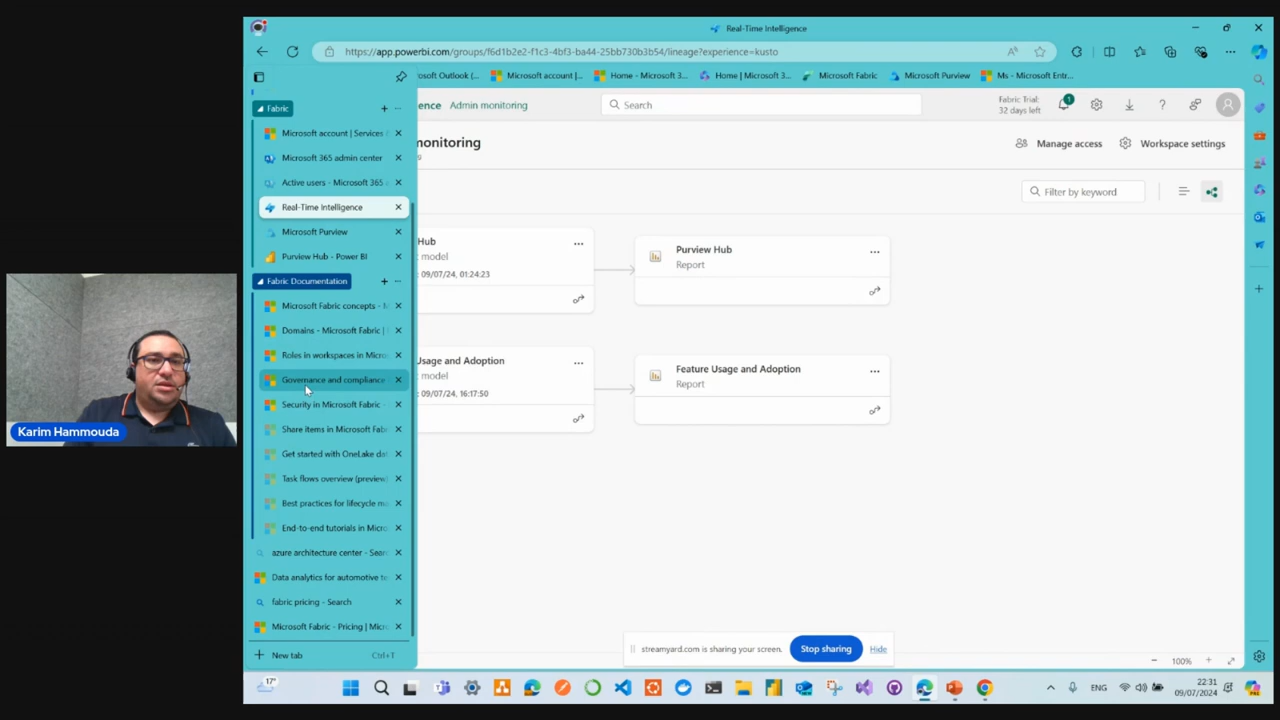 Real-Time Intelligence
https://app.powerbi.com/groups/f6d1b2e2-f1c3-4bf3-ba44-25bb730b3b54/lineage?experience=kusto
osoft Outlook (...
Microsoft account |...
Home - Microsoft 3...
Home | Microsoft 3...
Microsoft Fabric
Microsoft Purview
Ms - Microsoft Entr...
Fabric
Microsoft account | Services
Microsoft 365 admin center
Active users - Microsoft 365
Real-Time Intelligence
Microsoft Purview
Purview Hub - Power BI
Fabric Documentation
Microsoft Fabric concepts -
Domains - Microsoft Fabric |
Roles in workspaces in Micro
Governance and compliance
Security in Microsoft Fabric -
Share items in Microsoft Fab
Get started with OneLake da
Task flows overview (preview)
Best practices for lifecycle m
End-to-end tutorials in Micro
azure architecture center - Sear
Data analytics for automotive te
fabric pricing - Search
Microsoft Fabric - Pricing | Micr
New tab Ctrl+T
ence Admin monitoring
Search
Fabric Trial:
32 days left
1
onitoring
Manage access
Workspace settings
Filter by keyword
Hub
model
: 09/07/24, 01:24:23
Purview Hub
Report
Usage and Adoption
model
: 09/07/24, 16:17:50
Feature Usage and Adoption
Report
Karim Hammouda
streamyard.com is sharing your screen.
Stop sharing
Hide
100%
17°
ENG
22:31
09/07/2024